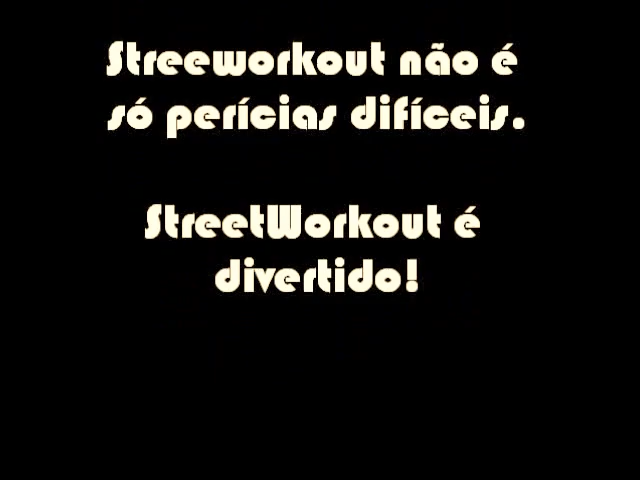 Streeworkout não é
só perícias difíceis.
StreetWorkout é
divertido!